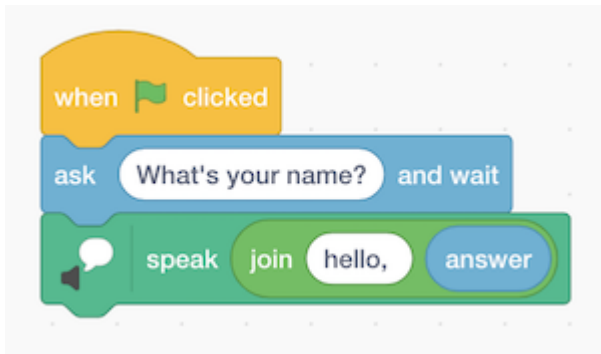 when clicked
ask What's your name? and wait
speak join hello, answer